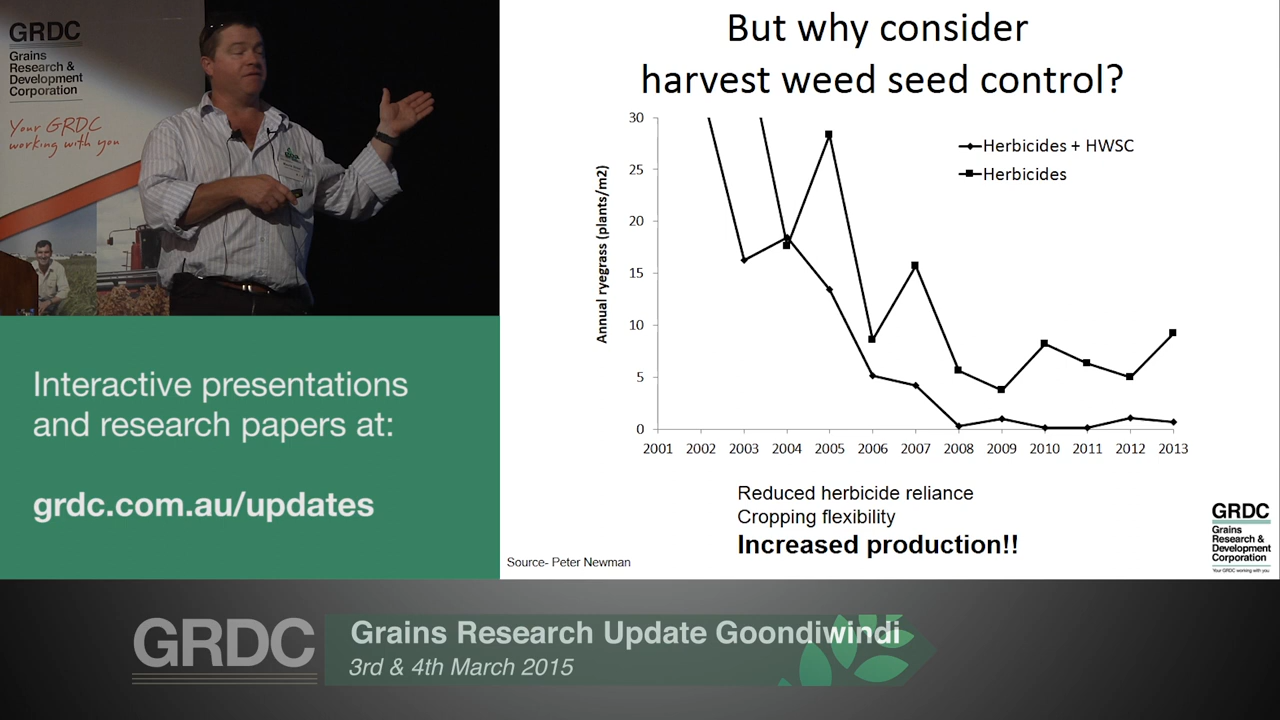 GRDC
Grains
Research &
Development
Corporation
Your GRDC
working with you
But why consider
harvest weed seed control?
Annual ryegrass (plants/m2)
30
25
20
15
10
5
0
Herbicides + HWSC
Herbicides
2001 2002 2003 2004 2005 2006 2007 2008 2009 2010 2011 2012 2013
Reduced herbicide reliance
Cropping flexibility
Increased production!!
Source- Peter Newman
GRDC
Grains
Research &
Development
Corporation
Your GRDC working with you
Interactive presentations
and research papers at:
grdc.com.au/updates
GRDC
Grains Research Update Goondiwindi
3rd & 4th March 2015